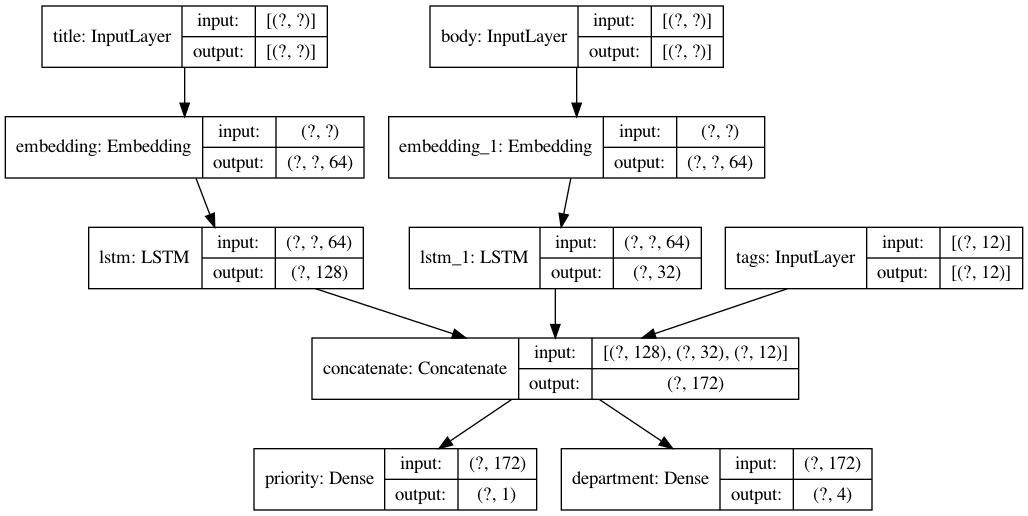 title: InputLayer
input: [(?, ?)]
output: [(?, ?)]
body: InputLayer
input: [(?, ?)]
output: [(?, ?)]
embedding: Embedding
input: (?, ?)
output: (?, ?, 64)
embedding_1: Embedding
input: (?, ?)
output: (?, ?, 64)
lstm: LSTM
input: (?, ?, 64)
output: (?, 128)
lstm_1: LSTM
input: (?, ?, 64)
output: (?, 32)
tags: InputLayer
input: [(?, 12)]
output: [(?, 12)]
concatenate: Concatenate
input: [(?, 128), (?, 32), (?, 12)]
output: (?, 172)
priority: Dense
input: (?, 172)
output: (?, 1)
department: Dense
input: (?, 172)
output: (?, 4)